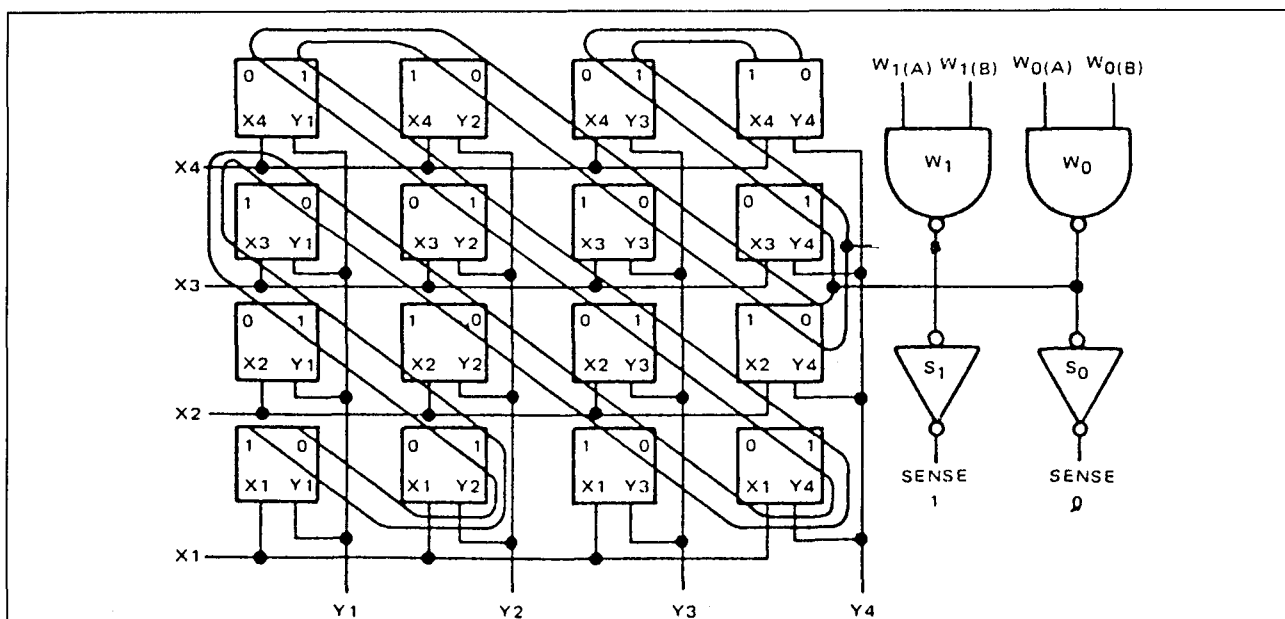 0 1 1 0 0 1 1 0
W1(A) W1(B) W0(A) W0(B)
X4 Y1 X4 Y2 X4 Y3 X4 Y4
W1 W0
X4
1 0 0 1 1 0 0 1
X3 Y1 X3 Y2 X3 Y3 X3 Y4
X3
0 1 1 0 0 1 1 0
X2 Y1 X2 Y2 X2 Y3 X2 Y4
S1 S0
X2
1 0 0 1 1 0 0 1
X1 Y1 X1 Y2 X1 Y3 X1 Y4
SENSE 1
SENSE 0
X1
Y1 Y2 Y3 Y4